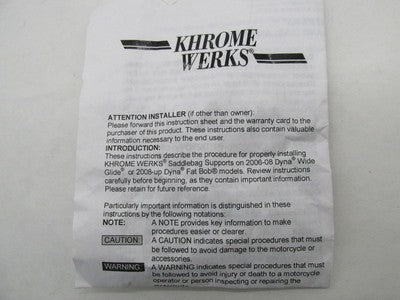 KHROME
WERKS®
ATTENTION INSTALLER (if other than owner):
Please forward this instruction sheet and the warranty card to the
purchaser of this product. These instructions also contain valuable
information necessary to the end user.
INTRODUCTION:
These instructions describe the procedure for properly installing
KHROME WERKS® Saddlebag Supports on 2006-08 Dyna® Wide
Glide® or 2008-up Dyna® Fat Bob® models. Review instructions
carefully before beginning, as they contain important information.
Please retain for future reference.
Particularly important information is distinguished in these
instructions by the following notations:
NOTE: A NOTE provides key information to make
procedures easier or clearer.
CAUTION A CAUTION indicates special procedures that must
be followed to avoid damage to the motorcycle or
accessories.
WARNING A WARNING indicates special procedures that must
be followed to avoid injury or death to a motorcycle
operator or person inspecting or repairing the